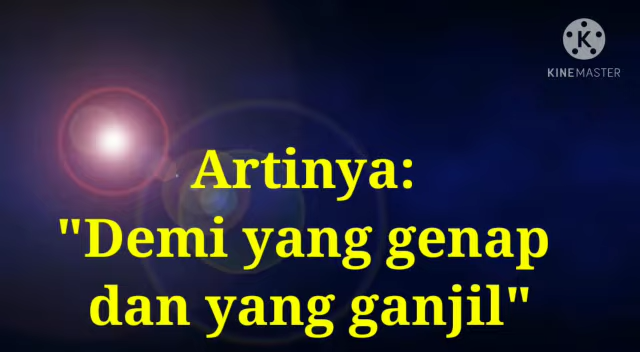 KINEMASTER
Artinya:
"Demi yang genap
dan yang ganjil"